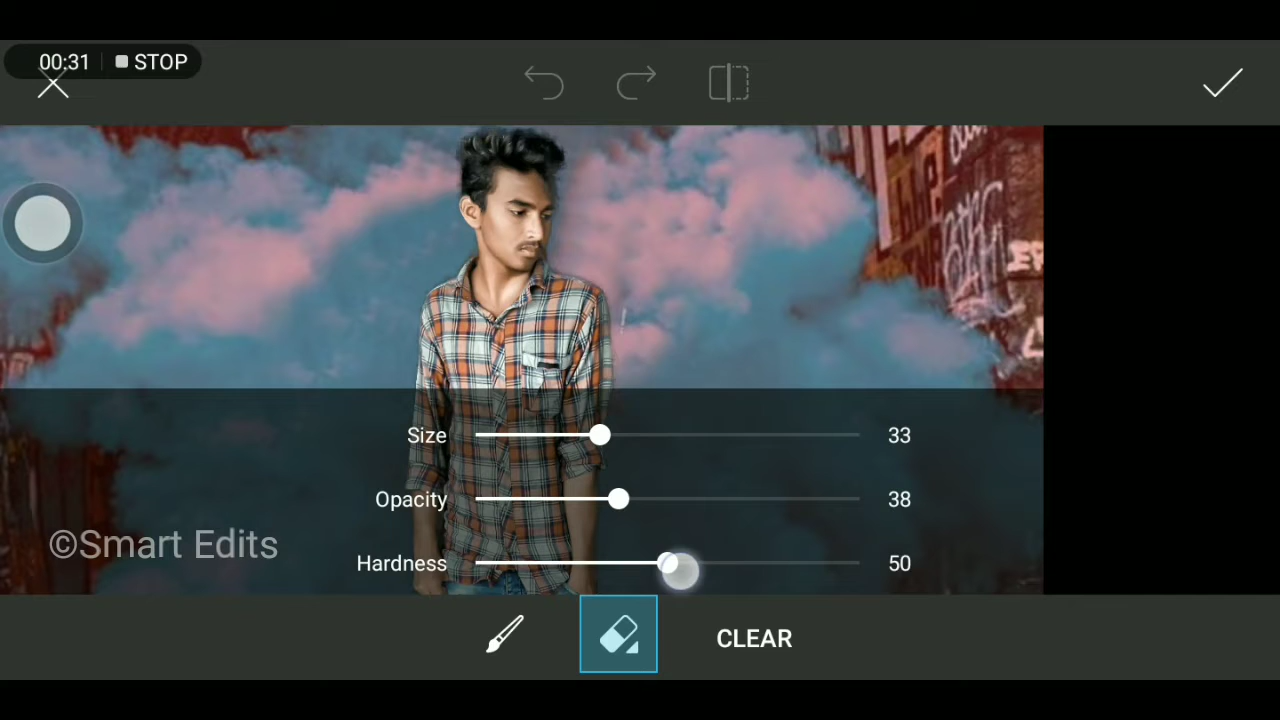 00:31 STOP
Size 33
Opacity 38
©Smart Edits
Hardness 50
CLEAR